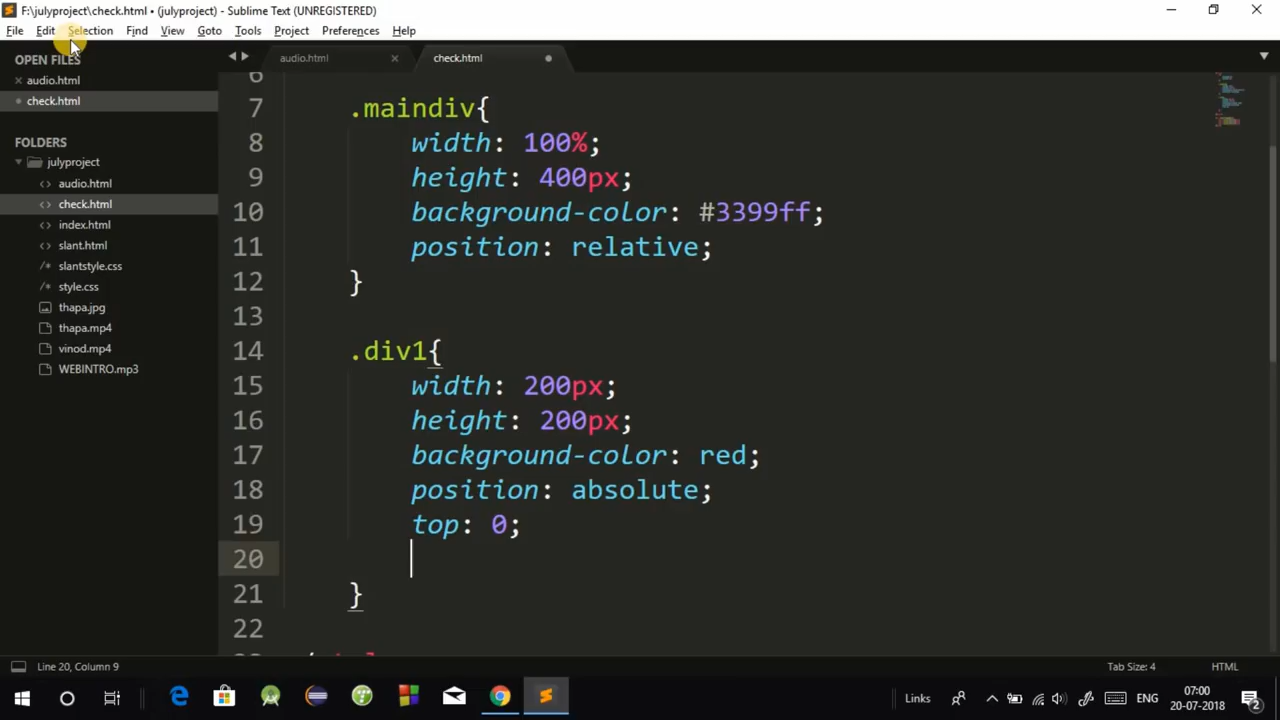 F:\julyproject\check.html • (julyproject) - Sublime Text (UNREGISTERED)
File Edit Selection Find View Goto Tools Project Preferences Help
OPEN FILES
audio.html
check.html
FOLDERS
julyproject
audio.html
check.html
index.html
slant.html
slantstyle.css
style.css
thapa.jpg
thapa.mp4
vinod.mp4
WEBINTRO.mp3
audio.html check.html
6
7 .maindiv{
8 width: 100%;
9 height: 400px;
10 background-color: #3399ff;
11 position: relative;
12 }
13
14 .div1{
15 width: 200px;
16 height: 200px;
17 background-color: red;
18 position: absolute;
19 top: 0;
20
21 }
22
Line 20, Column 9 Tab Size: 4 HTML
Links ENG 07:00
20-07-2018 2